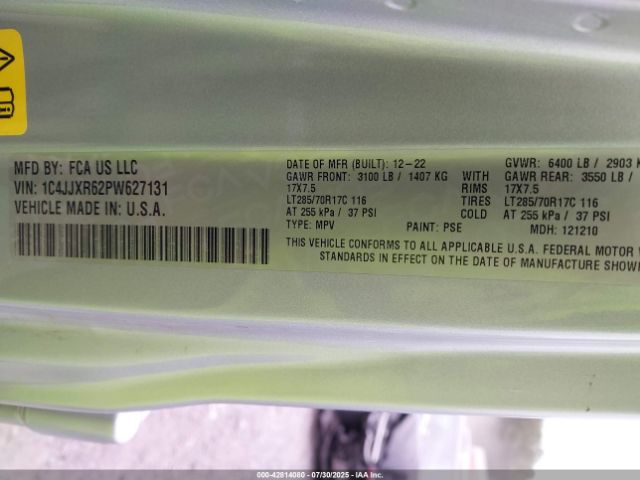 MFD BY: FCA US LLC
VIN: 1C4JJXR62PW627131
VEHICLE MADE IN: U.S.A.
DATE OF MFR (BUILT): 12-22 GVWR: 6400 LB / 2903 K
GAWR FRONT: 3100 LB / 1407 KG WITH GAWR REAR: 3550 LB /
17X7.5 RIMS 17X7.5
LT285/70R17C 116 TIRES LT285/70R17C 116
AT 255 kPa / 37 PSI COLD AT 255 kPa / 37 PSI
TYPE: MPV PAINT: PSE MDH: 121210
THIS VEHICLE CONFORMS TO ALL APPLICABLE U.S.A. FEDERAL MOTOR V
STANDARDS IN EFFECT ON THE DATE OF MANUFACTURE SHOWN
000-42814080 - 07/30/2025 - copart.com